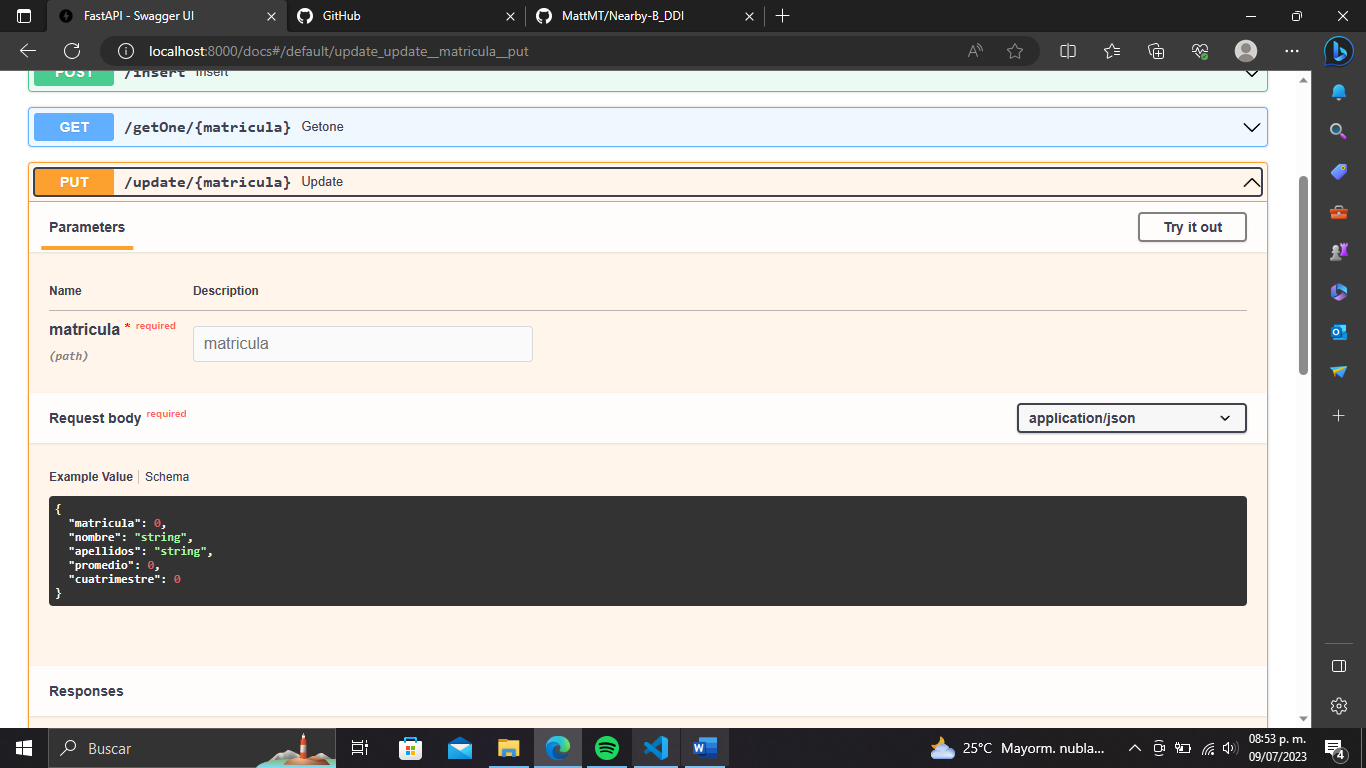 FastAPI - Swagger UI
GitHub
MattMT/Nearby-B_DDI
localhost:8000/docs#/default/update_update__matricula__put
POST /insert Insert
GET /getOne/{matricula} Getone
PUT /update/{matricula} Update
Parameters
Try it out
Name Description
matricula * required
(path)
matricula
Request body required
application/json
Example Value Schema
{
"matricula": 0,
"nombre": "string",
"apellidos": "string",
"promedio": 0,
"cuatrimestre": 0
}
Responses
Buscar
25°C Mayorm. nubla...
08:53 p. m.
09/07/2023
4